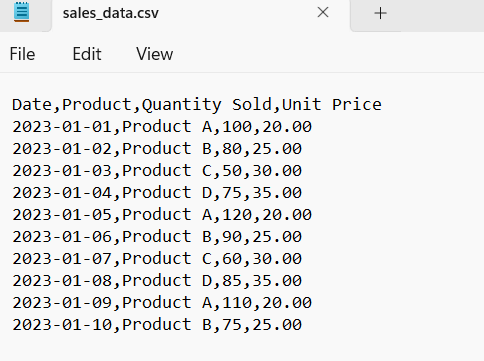 sales_data.csv
File Edit View
Date,Product,Quantity Sold,Unit Price
2023-01-01,Product A,100,20.00
2023-01-02,Product B,80,25.00
2023-01-03,Product C,50,30.00
2023-01-04,Product D,75,35.00
2023-01-05,Product A,120,20.00
2023-01-06,Product B,90,25.00
2023-01-07,Product C,60,30.00
2023-01-08,Product D,85,35.00
2023-01-09,Product A,110,20.00
2023-01-10,Product B,75,25.00